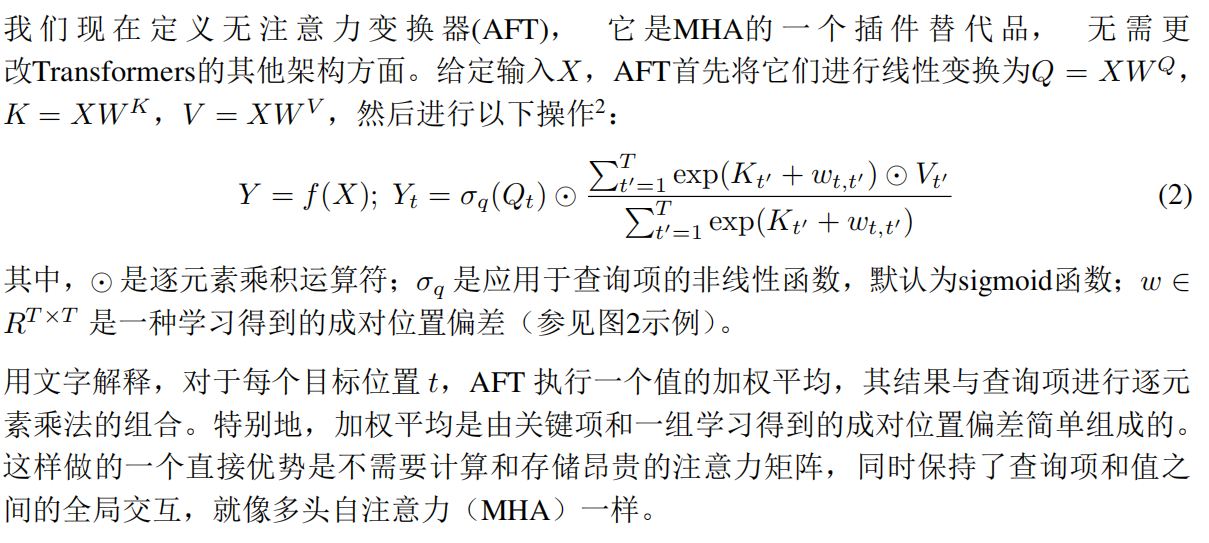 我们现在定义无注意力变换器(AFT)， 它是MHA的一个插件替代品， 无需更
改Transformers的其他架构方面。给定输入X，AFT首先将它们进行线性变换为Q = XW^Q，
K = XW^K，V = XW^V，然后进行以下操作²：
Y = f(X); Y_t = σ_q(Q_t) ⊙ \frac{\sum_{t'=1}^{T} \exp(K_{t'} + w_{t,t'}) ⊙ V_{t'}}{\sum_{t'=1}^{T} \exp(K_{t'} + w_{t,t'})} (2)
其中，⊙ 是逐元素乘积运算符；σ_q 是应用于查询项的非线性函数，默认为sigmoid函数；w ∈
R^{T×T} 是一种学习得到的成对位置偏差（参见图2示例）。
用文字解释，对于每个目标位置 t，AFT 执行一个值的加权平均，其结果与查询项进行逐元
素乘法的组合。特别地，加权平均是由关键项和一组学习得到的成对位置偏差简单组成的。
这样做的一个直接优势是不需要计算和存储昂贵的注意力矩阵，同时保持了查询项和值之
间的全局交互，就像多头自注意力（MHA）一样。